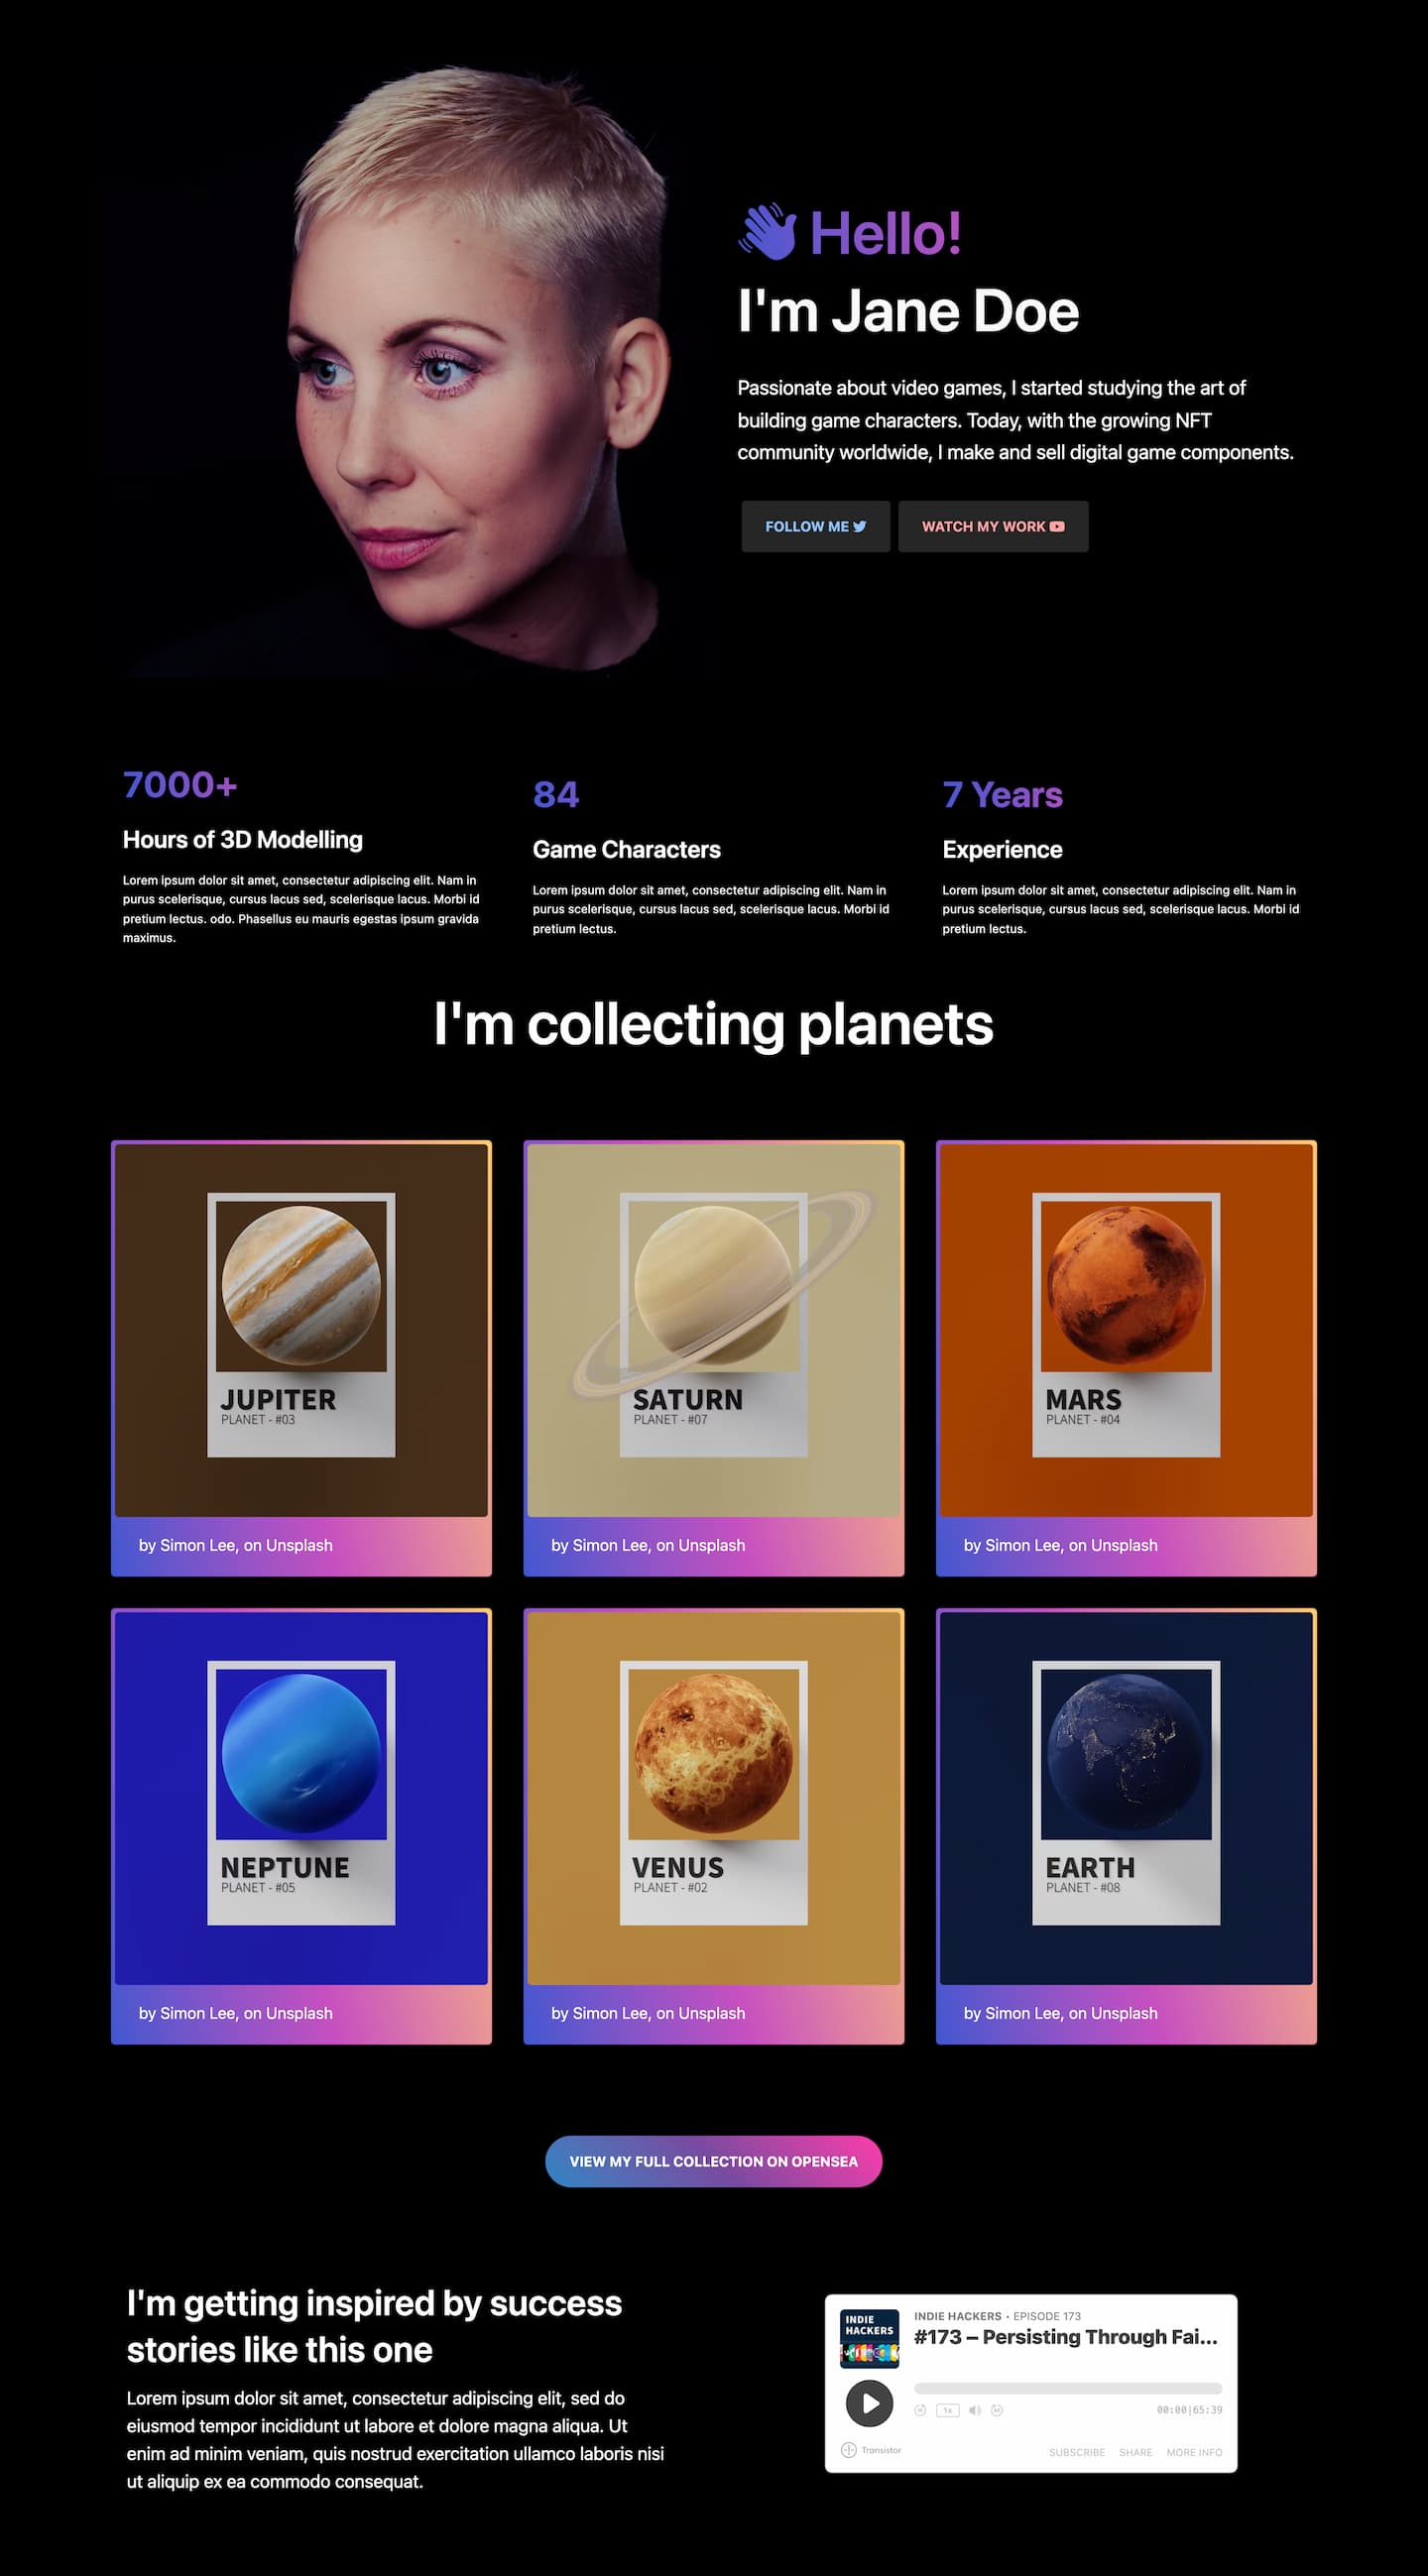 Hello!
I'm Jane Doe
Passionate about video games, I started studying the art of
building game characters. Today, with the growing NFT
community worldwide, I make and sell digital game components.
FOLLOW ME
WATCH MY WORK
7000+
Hours of 3D Modelling
Lorem ipsum dolor sit amet, consectetur adipiscing elit. Nam in
purus scelerisque, cursus lacus sed, scelerisque lacus. Morbi id
pretium lectus. odo. Phasellus eu mauris egestas ipsum gravida
maximus.
84
Game Characters
Lorem ipsum dolor sit amet, consectetur adipiscing elit. Nam in
purus scelerisque, cursus lacus sed, scelerisque lacus. Morbi id
pretium lectus.
7 Years
Experience
Lorem ipsum dolor sit amet, consectetur adipiscing elit. Nam in
purus scelerisque, cursus lacus sed, scelerisque lacus. Morbi id
pretium lectus.
I'm collecting planets
JUPITER
PLANET - #03
by Simon Lee, on Unsplash
SATURN
PLANET - #07
by Simon Lee, on Unsplash
MARS
PLANET - #04
by Simon Lee, on Unsplash
NEPTUNE
PLANET - #05
by Simon Lee, on Unsplash
VENUS
PLANET - #02
by Simon Lee, on Unsplash
EARTH
PLANET - #08
by Simon Lee, on Unsplash
VIEW MY FULL COLLECTION ON OPENSEA
I'm getting inspired by success
stories like this one
Lorem ipsum dolor sit amet, consectetur adipiscing elit, sed do
eiusmod tempor incididunt ut labore et dolore magna aliqua. Ut
enim ad minim veniam, quis nostrud exercitation ullamco laboris nisi
ut aliquip ex ea commodo consequat.
INDIE
HACKERS
INDIE HACKERS • EPISODE 173
#173 – Persisting Through Fai...
1x
00:00|65:39
Transistor
SUBSCRIBE SHARE MORE INFO